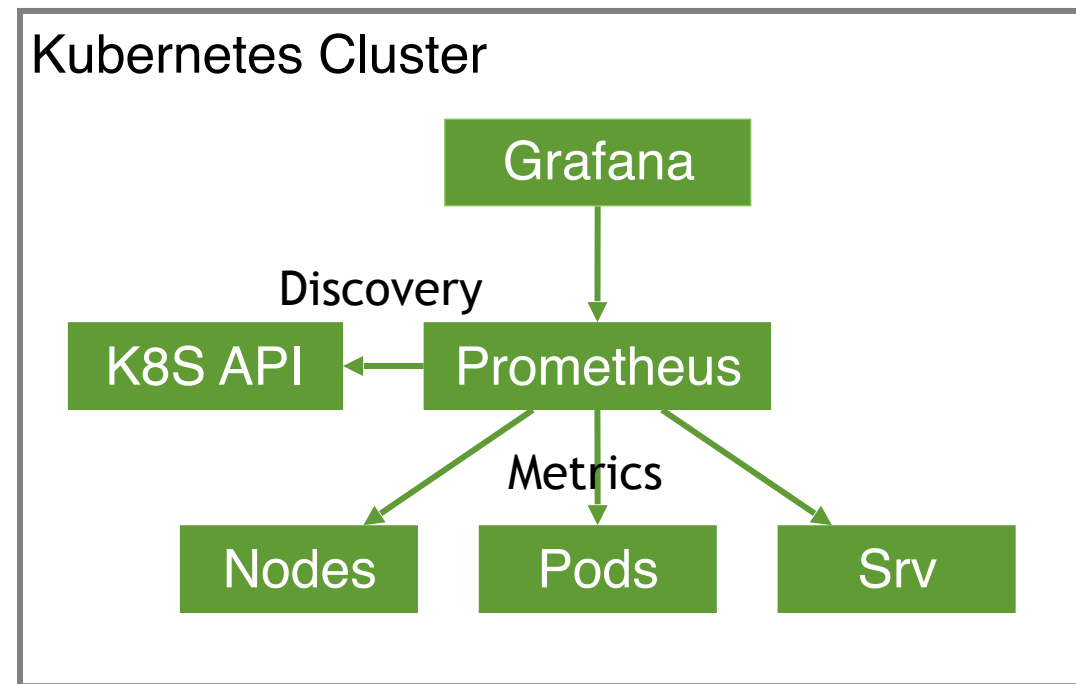 Kubernetes Cluster
Grafana
Discovery
K8S API
Prometheus
Metrics
Nodes
Pods
Srv